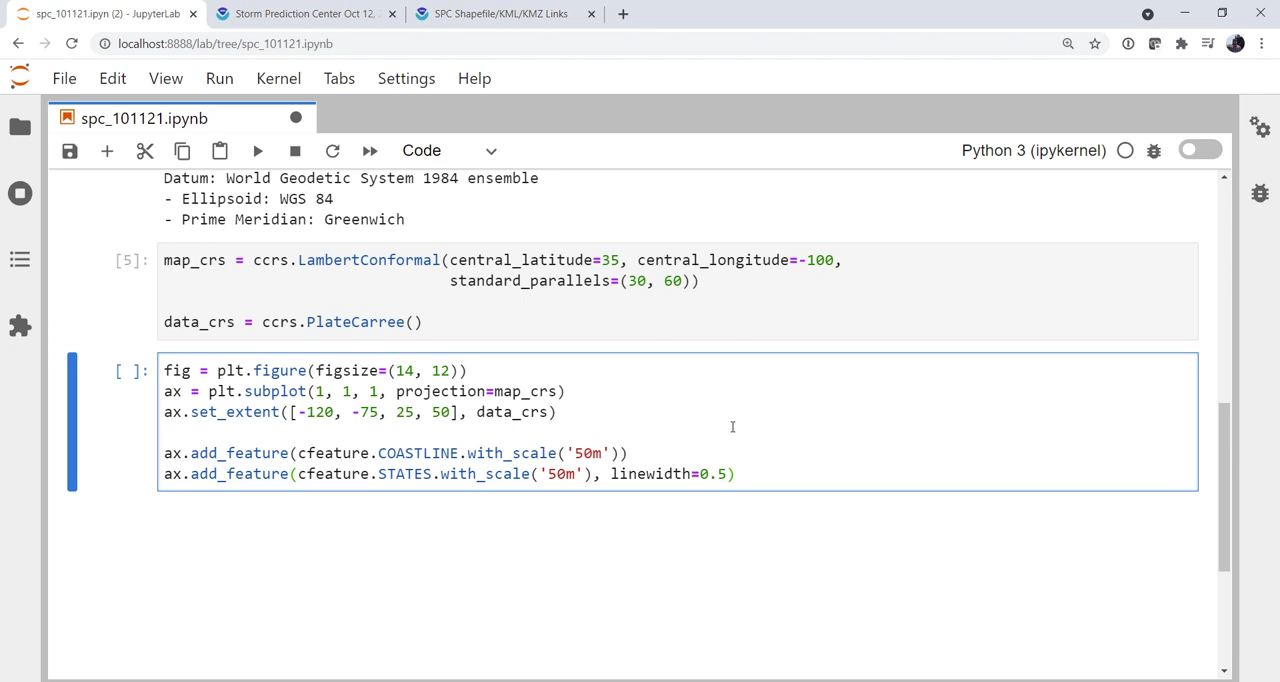 spc_101121.ipyn (2) - JupyterLab
Storm Prediction Center Oct 12,
SPC Shapefile/KML/KMZ Links
localhost:8888/lab/tree/spc_101121.ipynb
File Edit View Run Kernel Tabs Settings Help
spc_101121.ipynb
Code
Python 3 (ipykernel)
Datum: World Geodetic System 1984 ensemble
- Ellipsoid: WGS 84
- Prime Meridian: Greenwich
[5]: map_crs = ccrs.LambertConformal(central_latitude=35, central_longitude=-100,
standard_parallels=(30, 60))
data_crs = ccrs.PlateCarree()
[ ]: fig = plt.figure(figsize=(14, 12))
ax = plt.subplot(1, 1, 1, projection=map_crs)
ax.set_extent([-120, -75, 25, 50], data_crs)
ax.add_feature(cfeature.COASTLINE.with_scale('50m'))
ax.add_feature(cfeature.STATES.with_scale('50m'), linewidth=0.5)